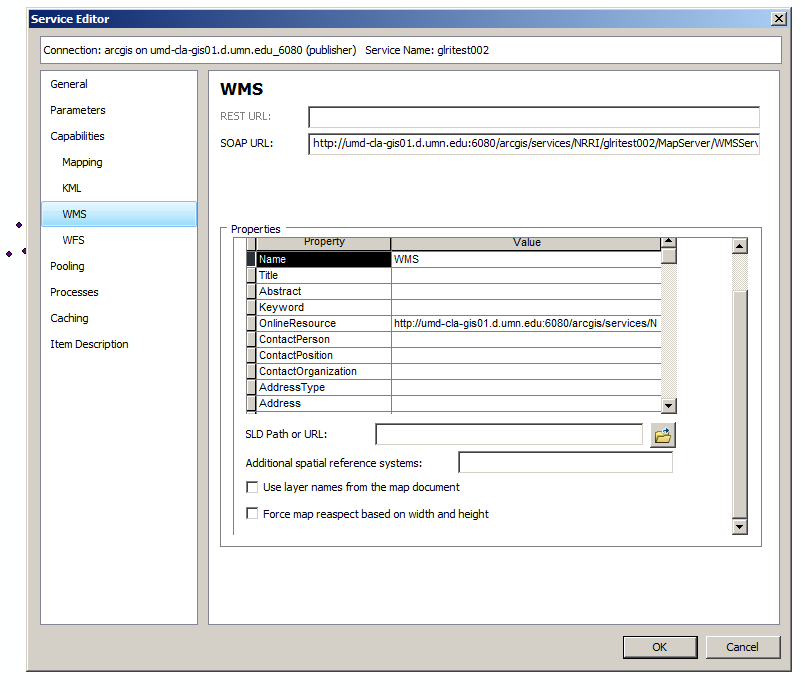 Service Editor
Connection: arcgis on umd-cla-gis01.d.umn.edu_6080 (publisher) Service Name: glritest002
General
Parameters
Capabilities
Mapping
KML
WMS
WFS
Pooling
Processes
Caching
Item Description
WMS
REST URL:
SOAP URL: http://umd-cla-gis01.d.umn.edu:6080/arcgis/services/NRRI/glritest002/MapServer/WMSServ
Properties
Property Value
Name WMS
Title
Abstract
Keyword
OnlineResource http://umd-cla-gis01.d.umn.edu:6080/arcgis/services/N
ContactPerson
ContactPosition
ContactOrganization
AddressType
Address
SLD Path or URL:
Additional spatial reference systems:
Use layer names from the map document
Force map reaspect based on width and height
OK Cancel